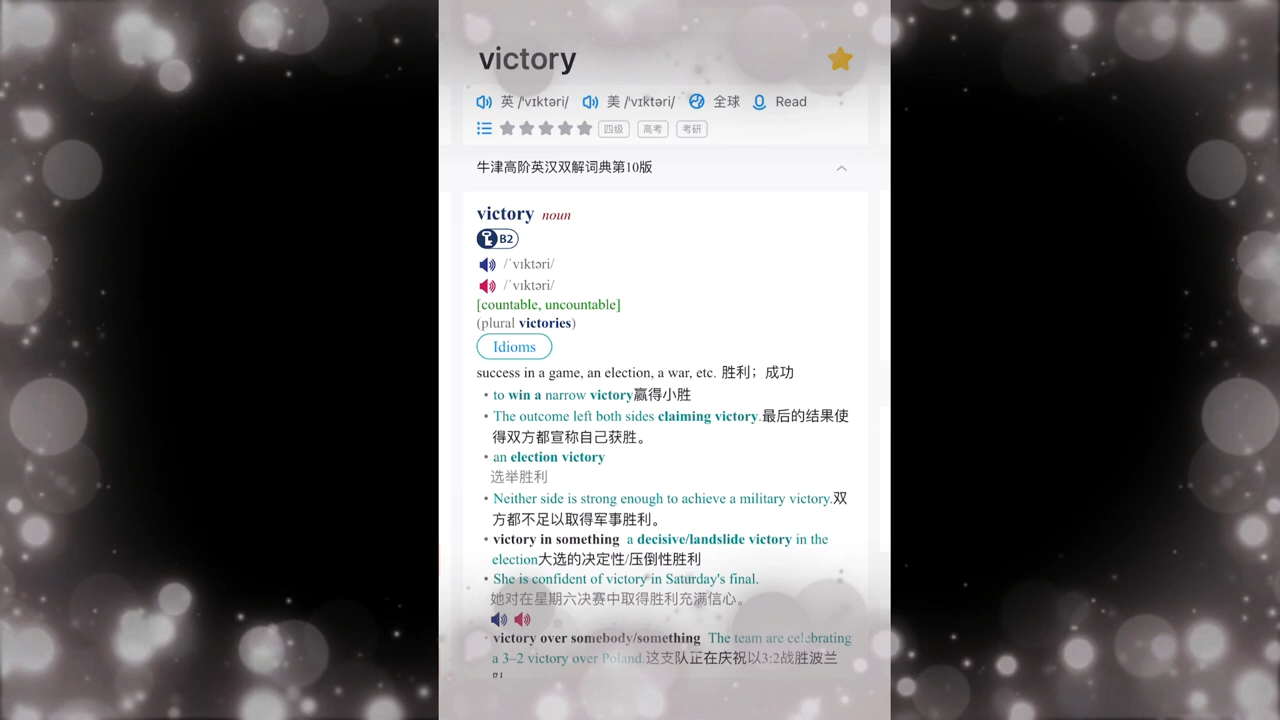 victory
英 /'vɪktəri/ 美 /'vɪktəri/ 全球 Read
四级 高考 考研
牛津高阶英汉双解词典第10版
victory noun
B2
/ˈvɪktəri/
/ˈvɪktəri/
[countable, uncountable]
(plural victories)
Idioms
success in a game, an election, a war, etc. 胜利；成功
• to win a narrow victory赢得小胜
• The outcome left both sides claiming victory.最后的结果使
得双方都宣称自己获胜。
• an election victory
选举胜利
• Neither side is strong enough to achieve a military victory.双
方都不足以取得军事胜利。
• victory in something a decisive/landslide victory in the
election大选的决定性/压倒性胜利
• She is confident of victory in Saturday's final.
她对在星期六决赛中取得胜利充满信心。
• victory over somebody/something The team are celebrating
a 3–2 victory over Poland.这支队正在庆祝以3:2战胜波兰